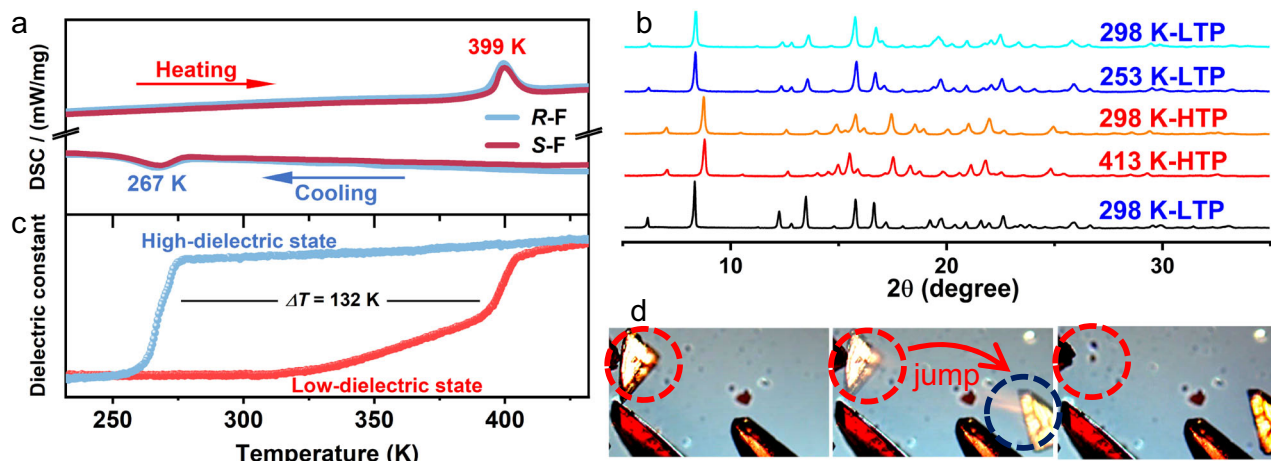 a
399 K
Heating
R-F
S-F
267 K
Cooling
DSC / (mW/mg)
b
298 K-LTP
253 K-LTP
298 K-HTP
413 K-HTP
298 K-LTP
10
20
30
2θ (degree)
c
High-dielectric state
ΔT = 132 K
Low-dielectric state
Dielectric constant
250
300
350
400
Temperature (K)
d
jump